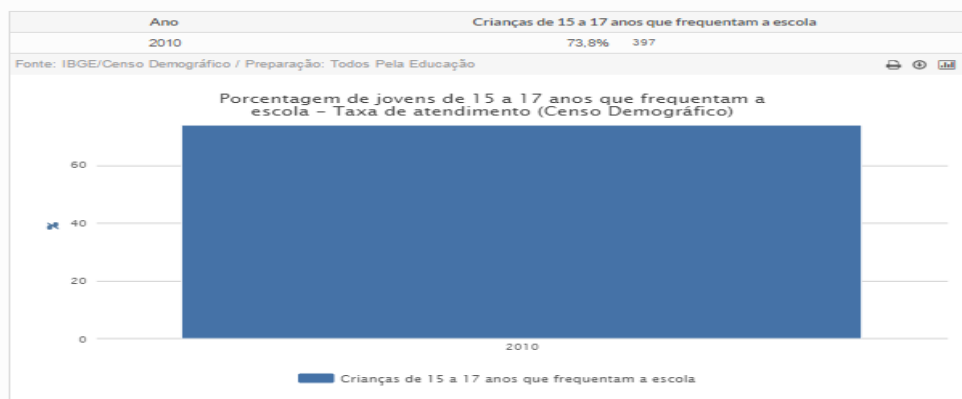 Ano Crianças de 15 a 17 anos que frequentam a escola
2010 73,8% 397
Fonte: IBGE/Censo Demográfico / Preparação: Todos Pela Educação
Porcentagem de jovens de 15 a 17 anos que frequentam a
escola – Taxa de atendimento (Censo Demográfico)
60
%
40
20
0
2010
Crianças de 15 a 17 anos que frequentam a escola